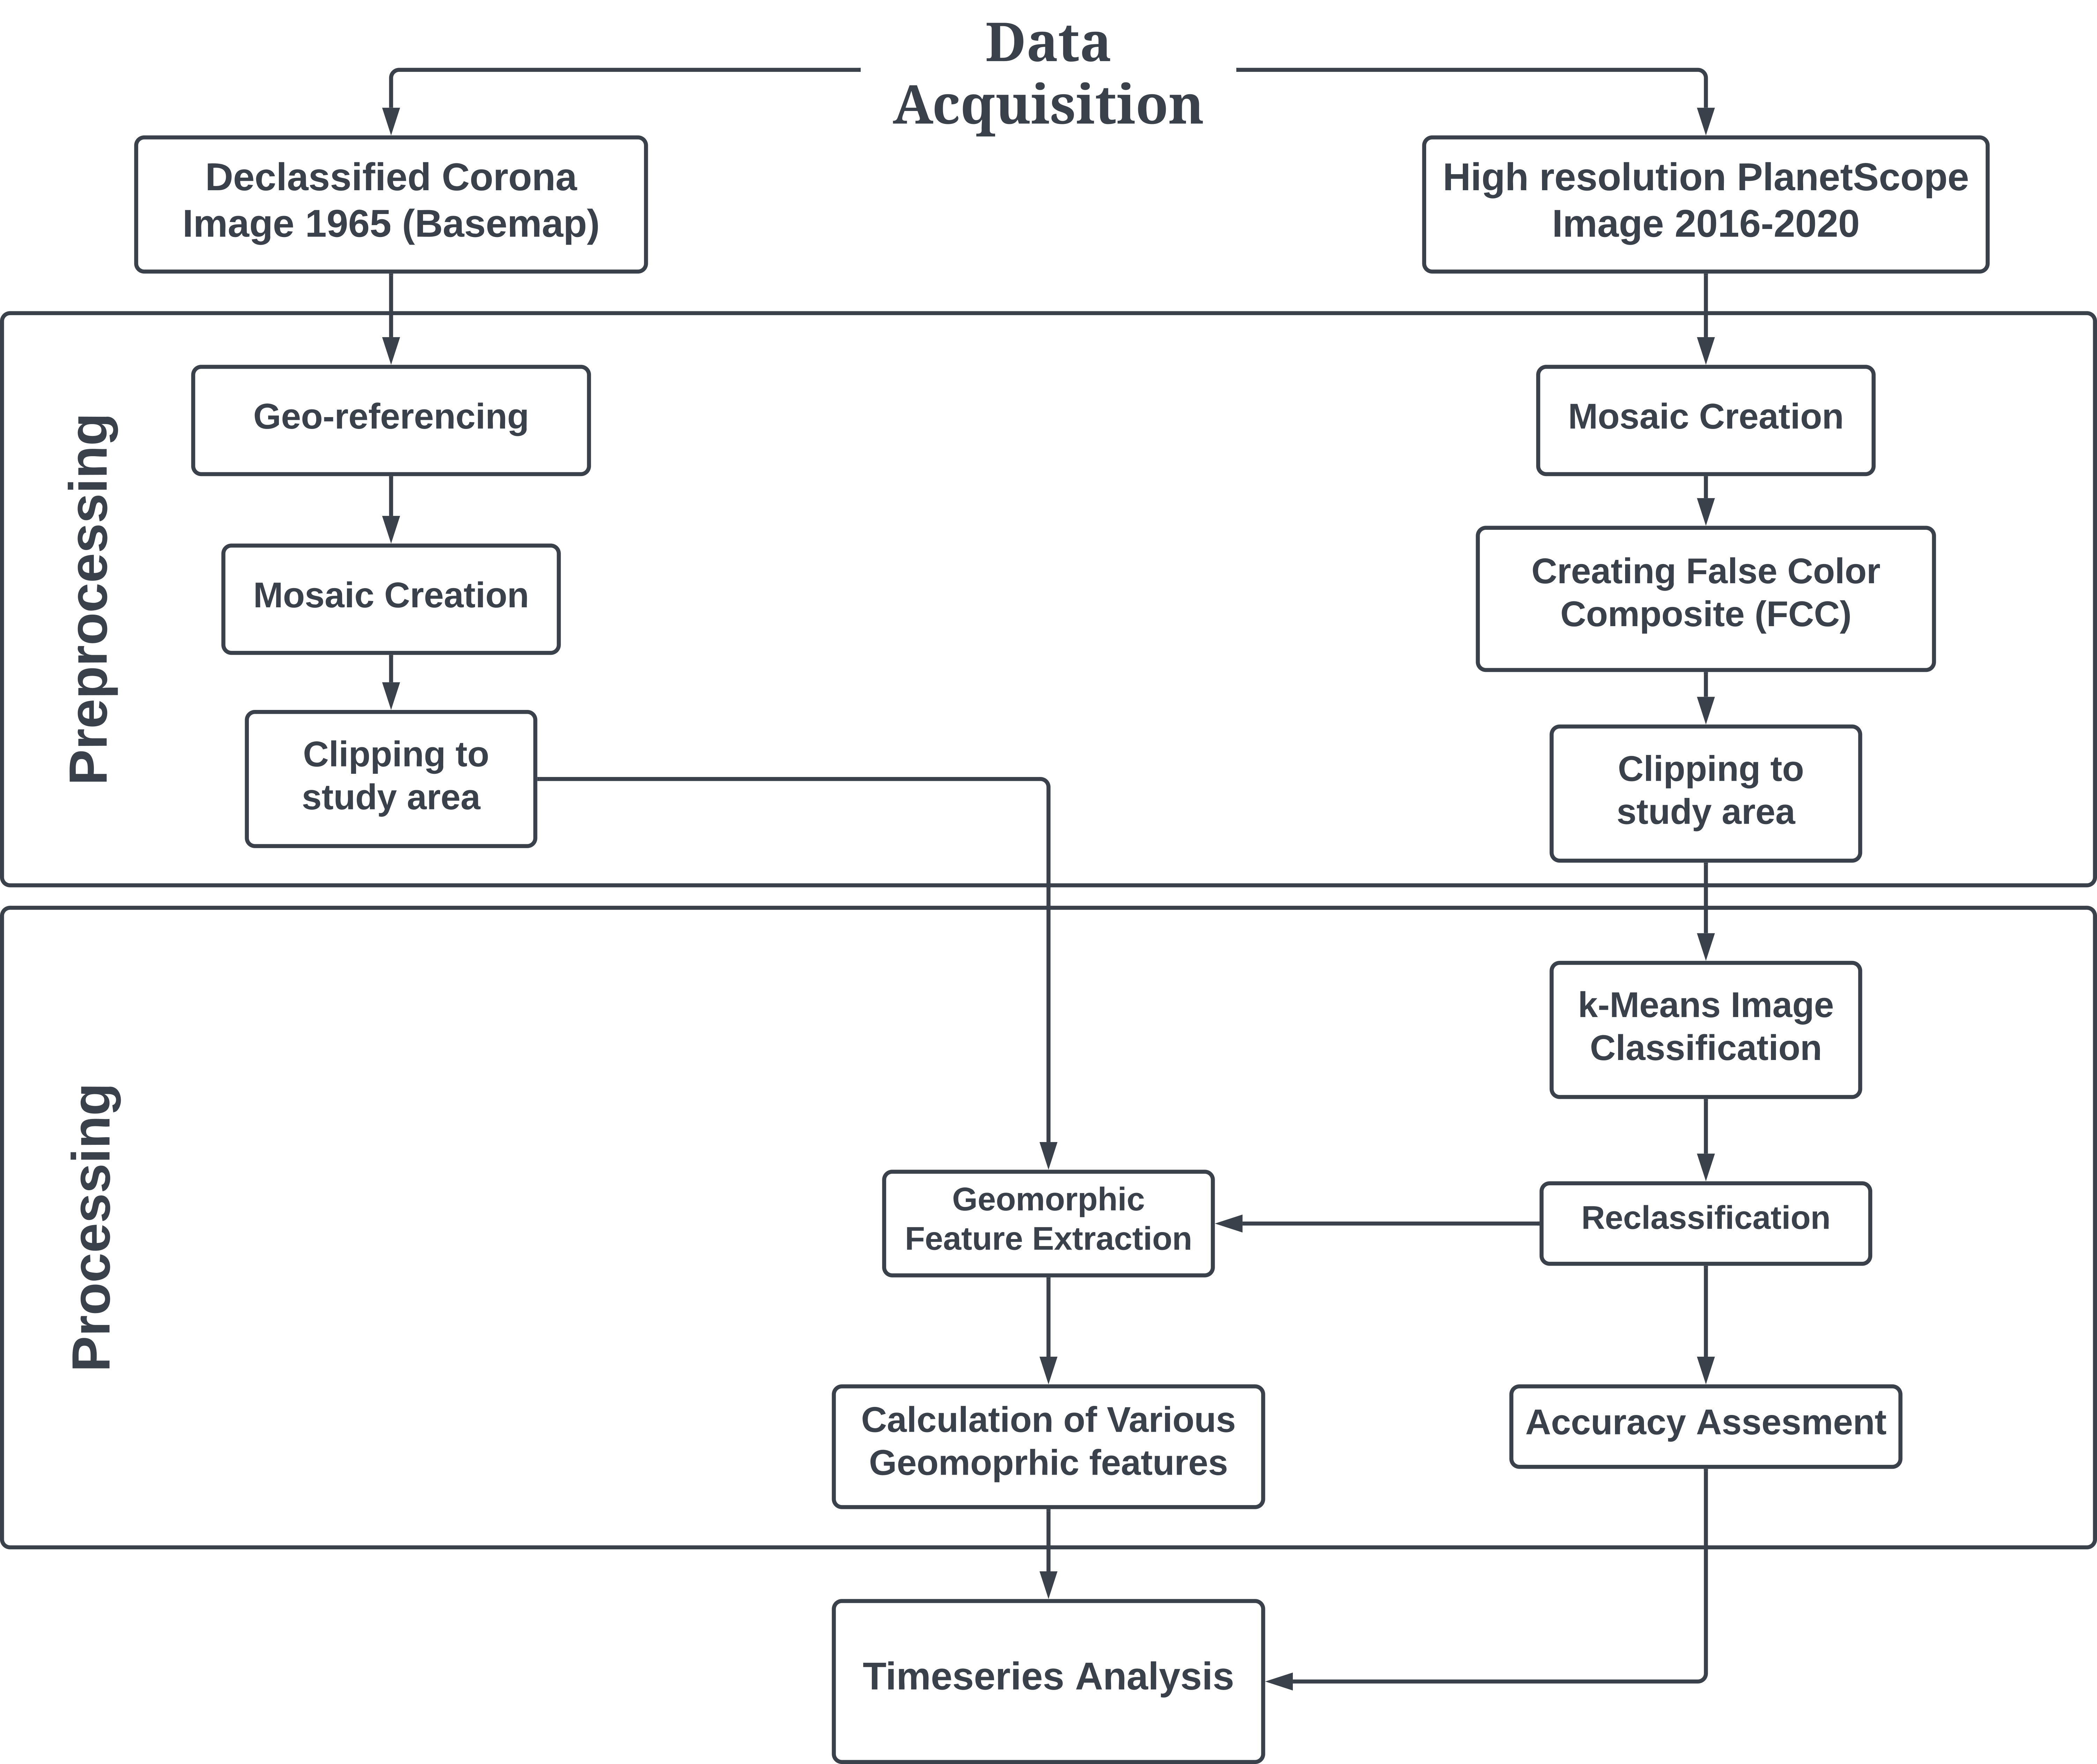 Data
Acquisition
Declassified Corona
Image 1965 (Basemap)
High resolution PlanetScope
Image 2016-2020
Preprocessing
Geo-referencing
Mosaic Creation
Clipping to
study area
Mosaic Creation
Creating False Color
Composite (FCC)
Clipping to
study area
Processing
k-Means Image
Classification
Geomorphic
Feature Extraction
Reclassification
Calculation of Various
Geomoprhic features
Accuracy Assesment
Timeseries Analysis